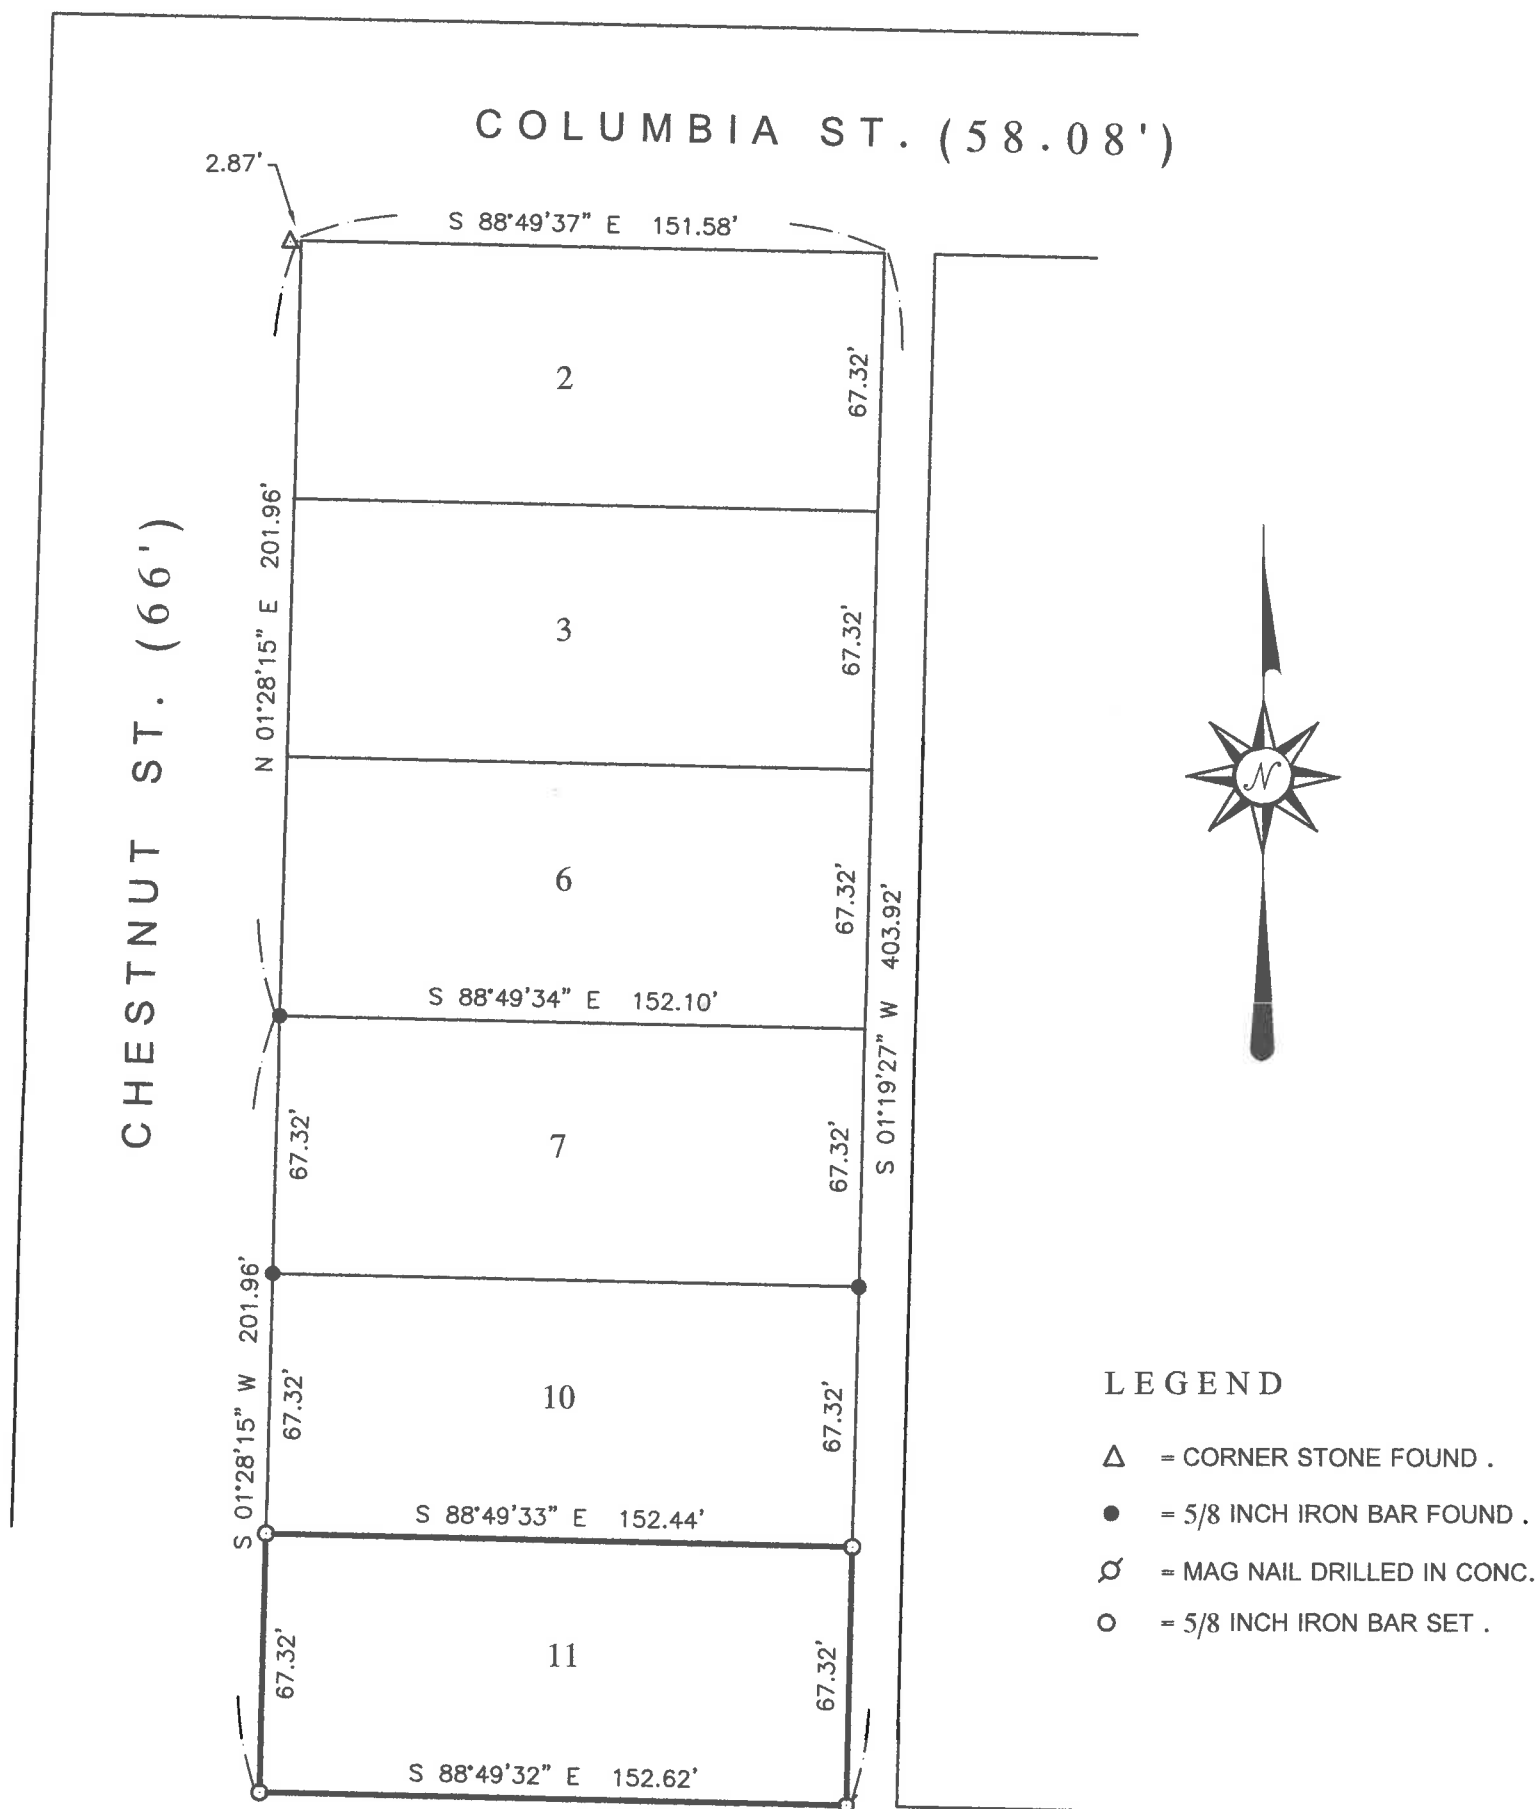 COLUMBIA ST. (58.08')
2.87'
S 88°49'37" E 151.58'
2
67.32'
N 01°28'15" E 201.96'
CHESTNUT ST. (66')
3
67.32'
6
67.32'
S 01°19'27" W 403.92'
N
S 88°49'34" E 152.10'
67.32'
7
67.32'
S 01°28'15" W 201.96'
67.32'
10
67.32'
LEGEND
= CORNER STONE FOUND .
= 5/8 INCH IRON BAR FOUND .
= MAG NAIL DRILLED IN CONC.
= 5/8 INCH IRON BAR SET .
S 88°49'33" E 152.44'
67.32'
11
67.32'
S 88°49'32" E 152.62'